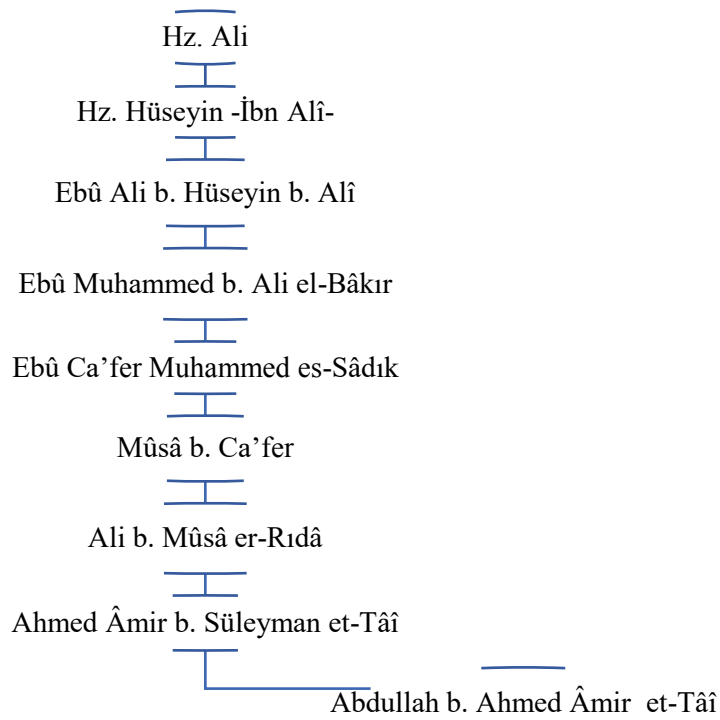 Hz. Ali
Hz. Hüseyin -İbn Alî-
Ebû Ali b. Hüseyin b. Alî
Ebû Muhammed b. Ali el-Bâkır
Ebû Ca’fer Muhammed es-Sâdık
Mûsâ b. Ca’fer
Ali b. Mûsâ er-Rıdâ
Ahmed Âmir b. Süleyman et-Tâî
Abdullah b. Ahmed Âmir et-Tâî